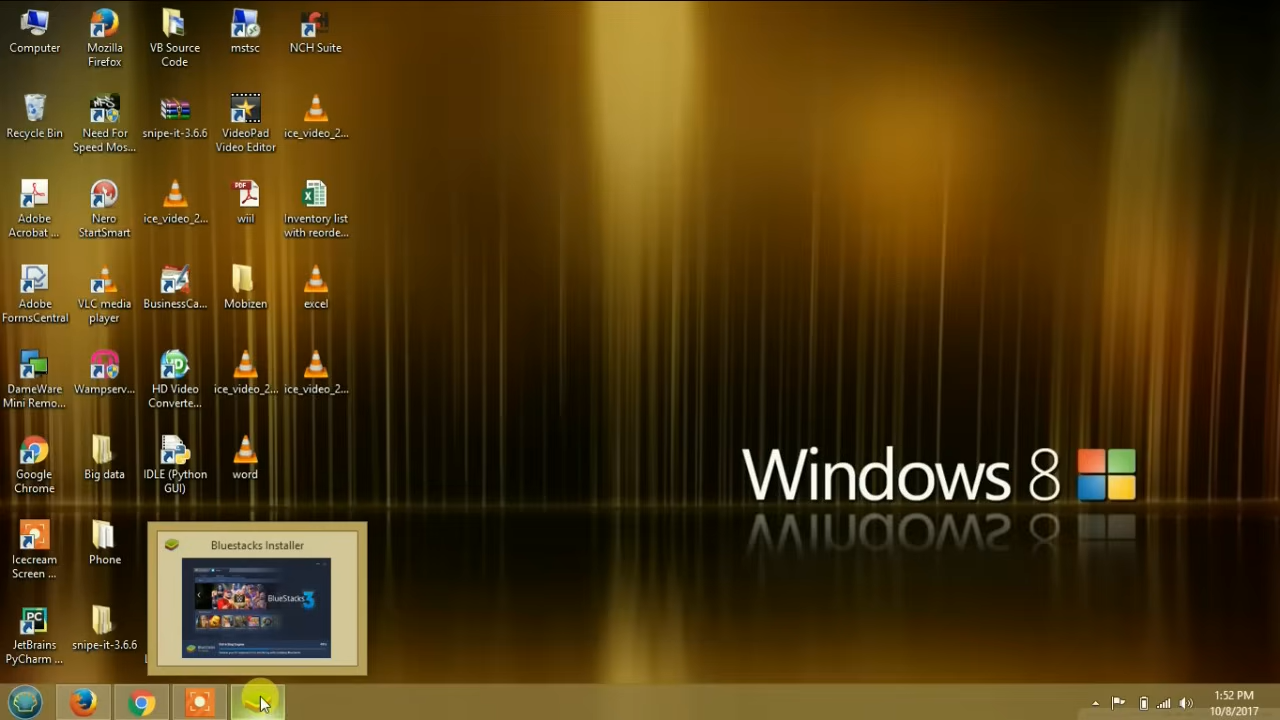 Computer
Mozilla
Firefox
VB Source
Code
mstsc
NCH Suite
Recycle Bin
Need For
Speed Mos...
snipe-it-3.6.6
VideoPad
Video Editor
ice_video_2...
Adobe
Acrobat ...
Nero
StartSmart
ice_video_2...
PDF
wiil
Inventory list
with reorde...
Adobe
FormsCentral
VLC media
player
BusinessCa...
Mobizen
excel
DameWare
Mini Remo...
Wampserv...
HD Video
Converte...
ice_video_2...
ice_video_2...
Google
Chrome
Big data
IDLE (Python
GUI)
word
Windows 8
Icecream
Screen ...
Phone
Bluestacks Installer
BlueStacks 3
PC
JetBrains
PyCharm ...
snipe-it-3.6.6
1:52 PM
10/8/2017